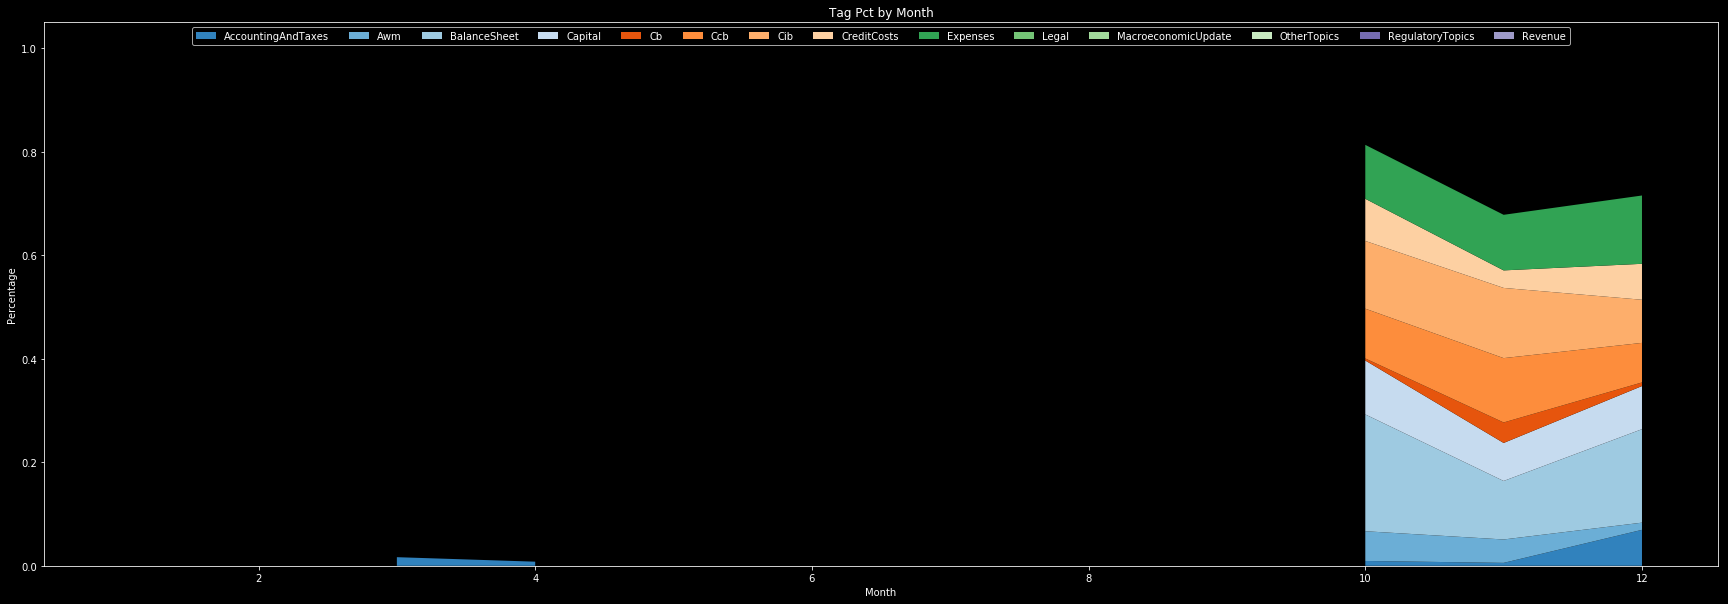 Tag Pct by Month
AccountingAndTaxes Awm BalanceSheet Capital Cb Ccb Cib CreditCosts Expenses Legal MacroeconomicUpdate OtherTopics RegulatoryTopics Revenue
1.0
0.8
0.6
0.4
0.2
0.0
Percentage
2 4 6 8 10 12
Month